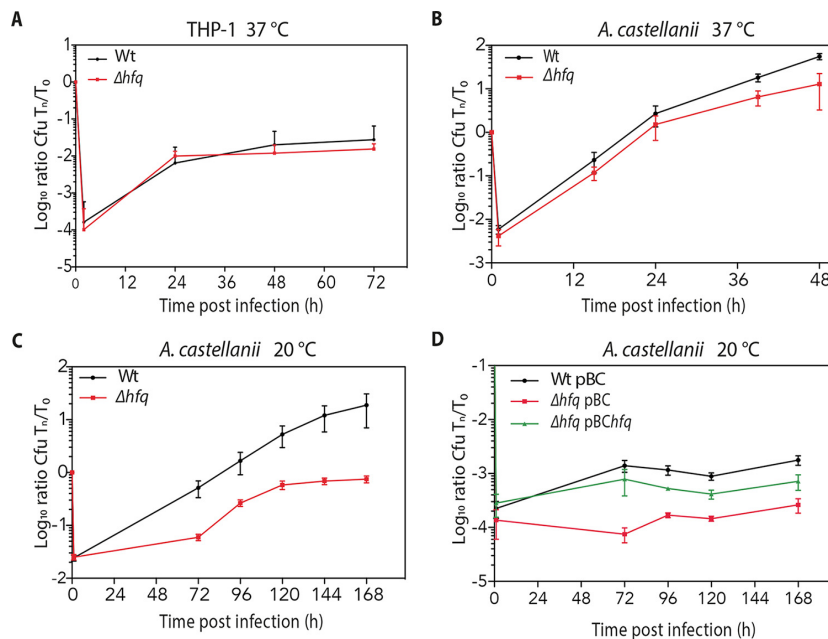 A
THP-1 37 °C
Wt
Δhfq
Log₁₀ ratio Cfu Tₙ/T₀
1
0
-1
-2
-3
-4
-5
0 12 24 36 48 60 72
Time post infection (h)
B
A. castellanii 37 °C
Wt
Δhfq
Log₁₀ ratio Cfu Tₙ/T₀
2
1
0
-1
-2
-3
12 24 36 48
Time post infection (h)
C
A. castellanii 20 °C
Wt
Δhfq
Log₁₀ ratio Cfu Tₙ/T₀
2
1
0
-1
-2
0 24 48 72 96 120 144 168
Time post infection (h)
D
A. castellanii 20 °C
Wt pBC
Δhfq pBC
Δhfq pBChfq
Log₁₀ ratio Cfu Tₙ/T₀
-1
-2
-3
-4
-5
0 24 48 72 96 120 144 168
Time post infection (h)